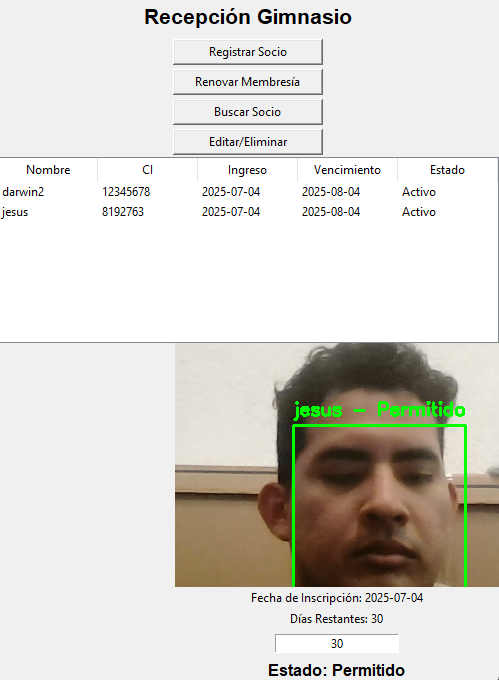 Recepción Gimnasio
Registrar Socio
Renovar Membresía
Buscar Socio
Editar/Eliminar
Nombre CI Ingreso Vencimiento Estado
darwin2 12345678 2025-07-04 2025-08-04 Activo
jesus 8192763 2025-07-04 2025-08-04 Activo
jesus - Permitido
Fecha de Inscripción: 2025-07-04
Días Restantes: 30
30
Estado: Permitido